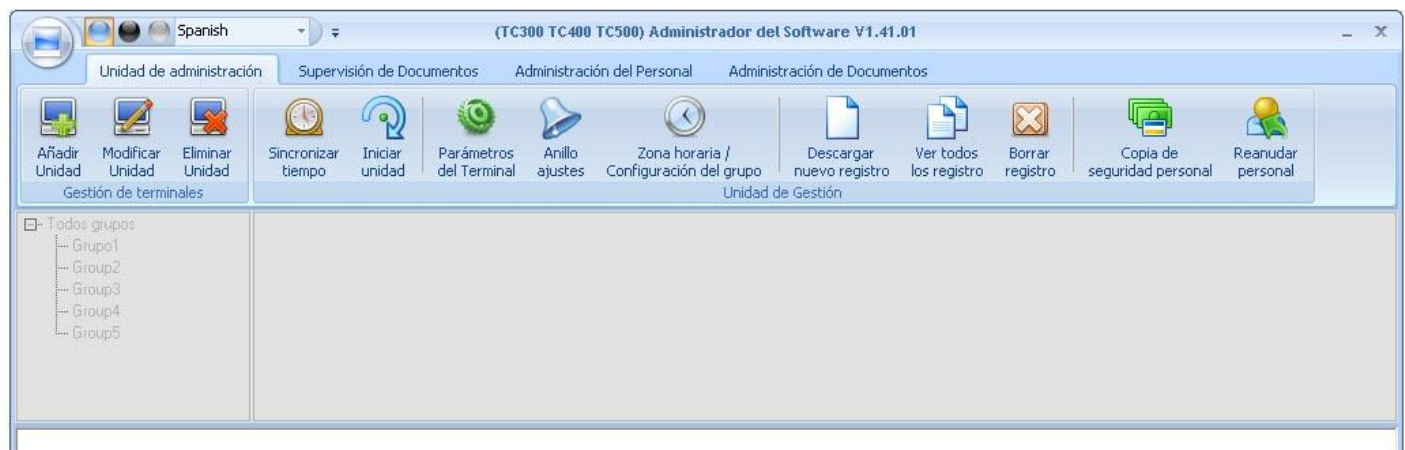 Spanish
(TC300 TC400 TC500) Administrador del Software V1.41.01
Unidad de administración
Supervisión de Documentos
Administración del Personal
Administración de Documentos
Añadir
Unidad
Modificar
Unidad
Eliminar
Unidad
Sincronizar
tiempo
Iniciar
unidad
Parámetros
del Terminal
Anillo
ajustes
Zona horaria /
Configuración del grupo
Descargar
nuevo registro
Ver todos
los registro
Borrar
registro
Copia de
seguridad personal
Reanudar
personal
Gestión de terminales
Unidad de Gestión
Todos grupos
Grupo1
Group2
Group3
Group4
Group5